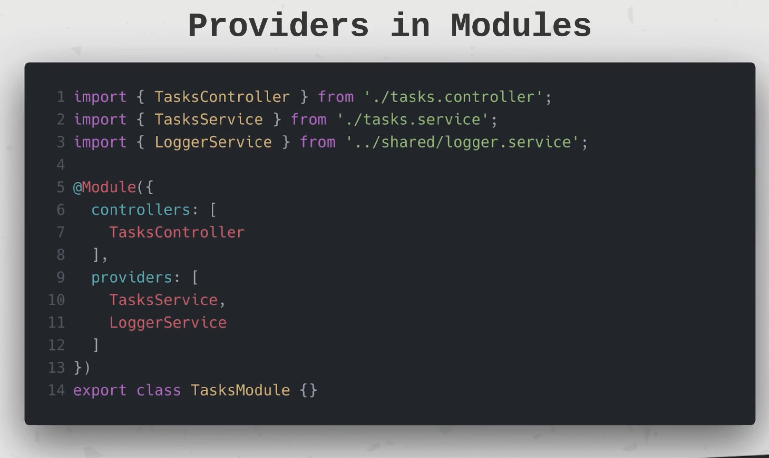 Providers in Modules
1 import { TasksController } from './tasks.controller';
2 import { TasksService } from './tasks.service';
3 import { LoggerService } from '../shared/logger.service';
4
5 @Module({
6   controllers: [
7     TasksController
8   ],
9   providers: [
10     TasksService,
11     LoggerService
12   ]
13 })
14 export class TasksModule {}